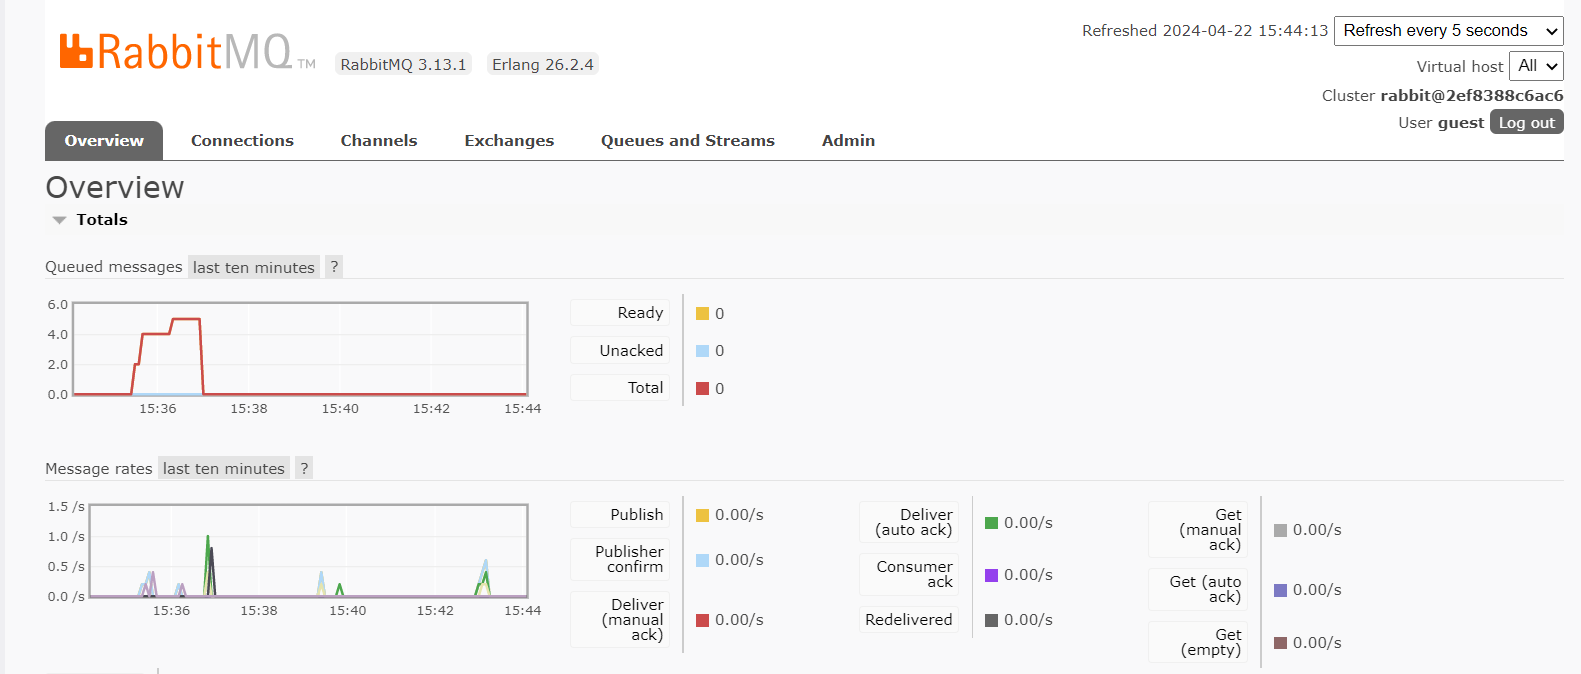 Refreshed 2024-04-22 15:44:13 Refresh every 5 seconds
RabbitMQ TM RabbitMQ 3.13.1 Erlang 26.2.4
Virtual host All
Cluster rabbit@2ef8388c6ac6
User guest Log out
Overview Connections Channels Exchanges Queues and Streams Admin
Overview
Totals
Queued messages last ten minutes ?
6.0
4.0
2.0
0.0
15:36 15:38 15:40 15:42 15:44
Ready 0
Unacked 0
Total 0
Message rates last ten minutes ?
1.5 /s
1.0 /s
0.5 /s
0.0 /s
15:36 15:38 15:40 15:42 15:44
Publish 0.00/s
Publisher
confirm 0.00/s
Deliver
(manual
ack) 0.00/s
Deliver
(auto ack) 0.00/s
Consumer
ack 0.00/s
Redelivered 0.00/s
Get
(manual
ack) 0.00/s
Get (auto
ack) 0.00/s
Get
(empty) 0.00/s